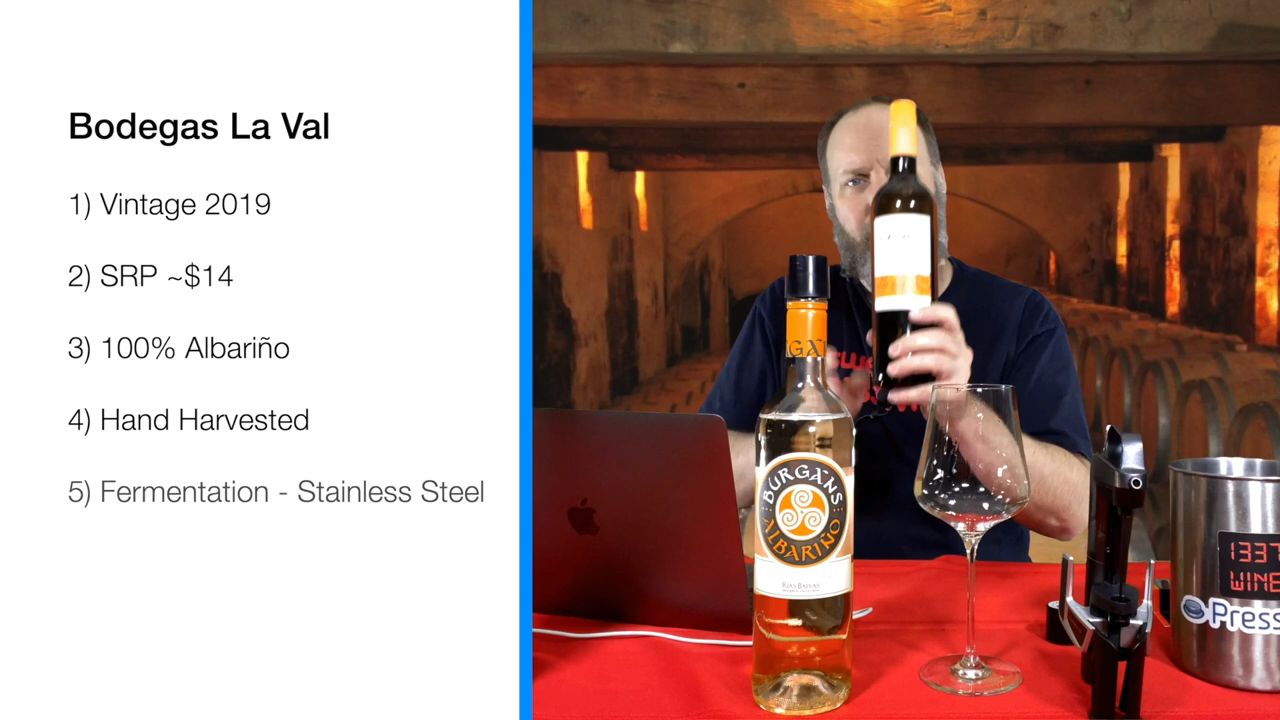 Bodegas La Val
1) Vintage 2019
2) SRP ~$14
3) 100% Albariño
4) Hand Harvested
5) Fermentation - Stainless Steel
BURGÁNS
ALBARIÑO
RÍAS BAIXAS
1337
WINE
Press